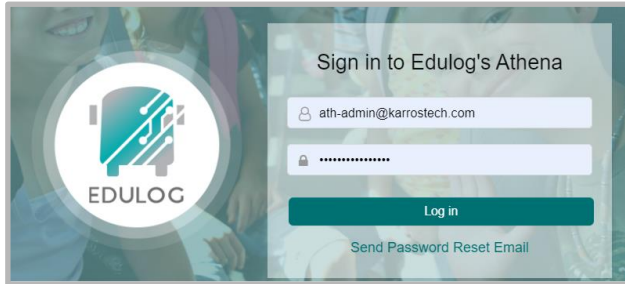 EDULOG
Sign in to Edulog's Athena
ath-admin@karrostech.com
••••••••••••••••
Log in
Send Password Reset Email